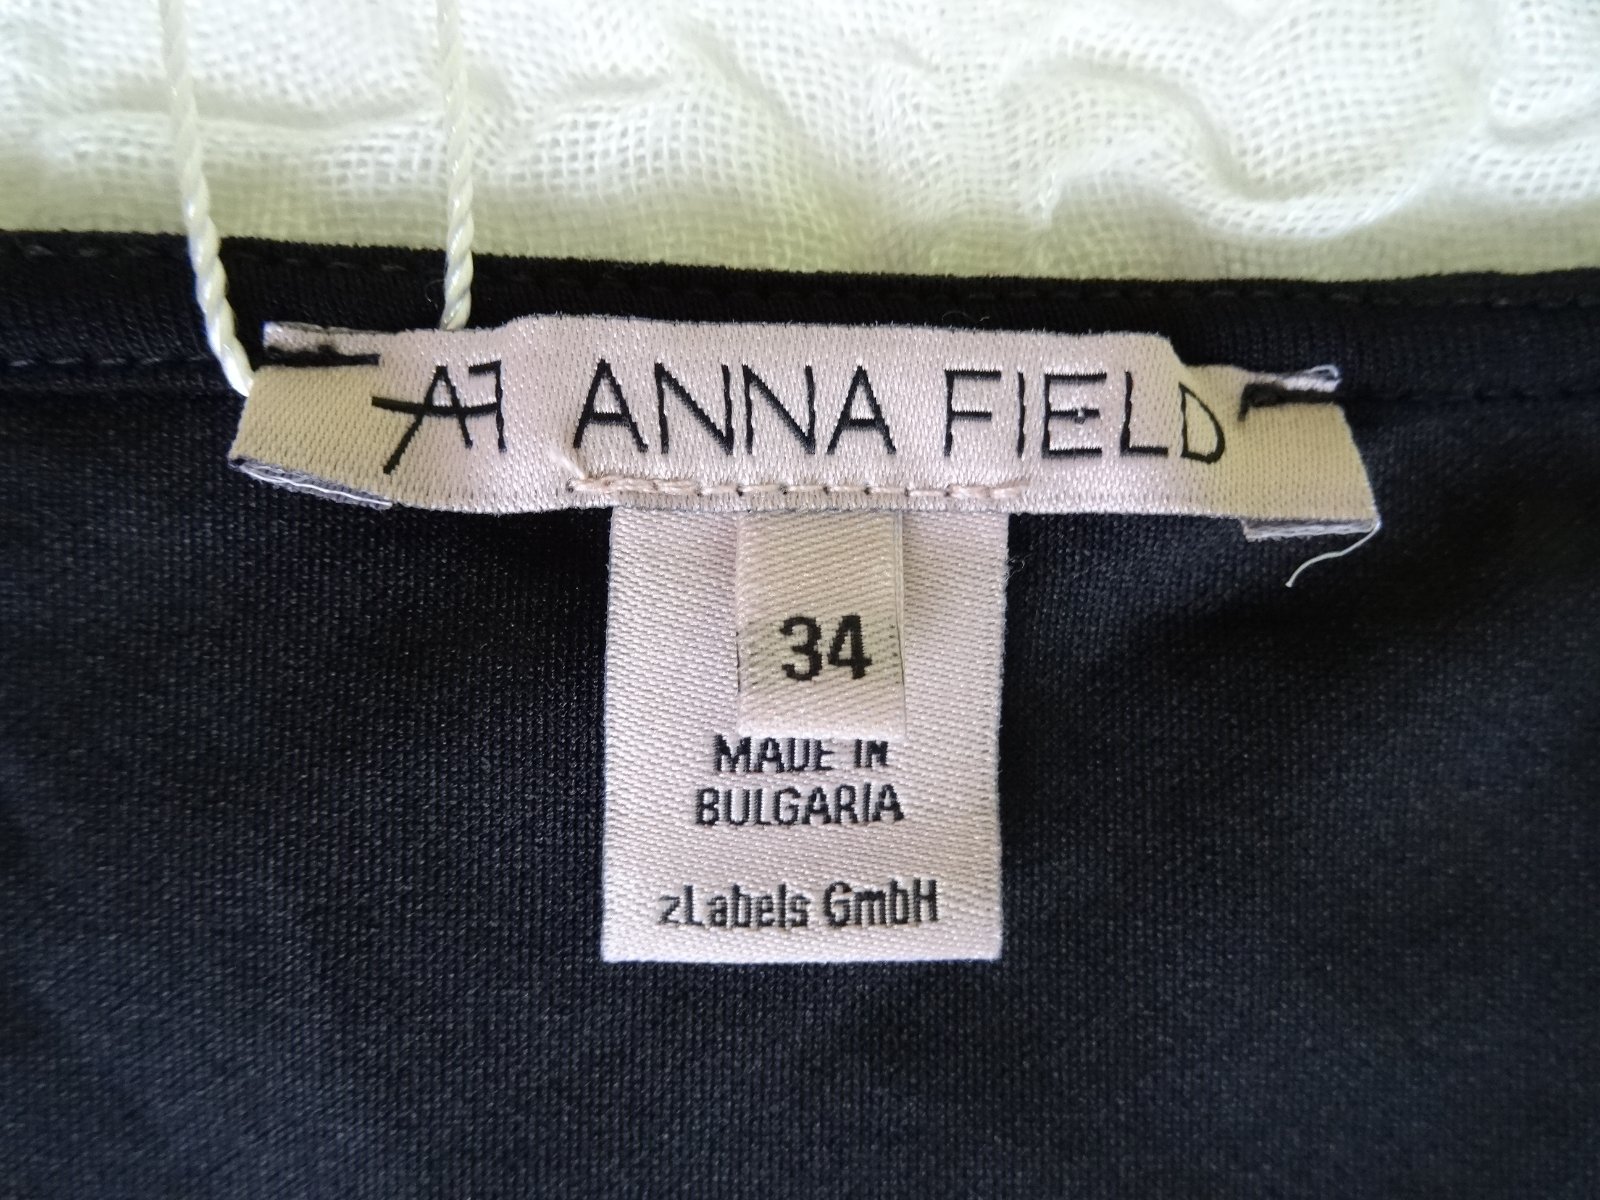 AF ANNA FIELD
34
MADE IN
BULGARIA
zLabels GmbH